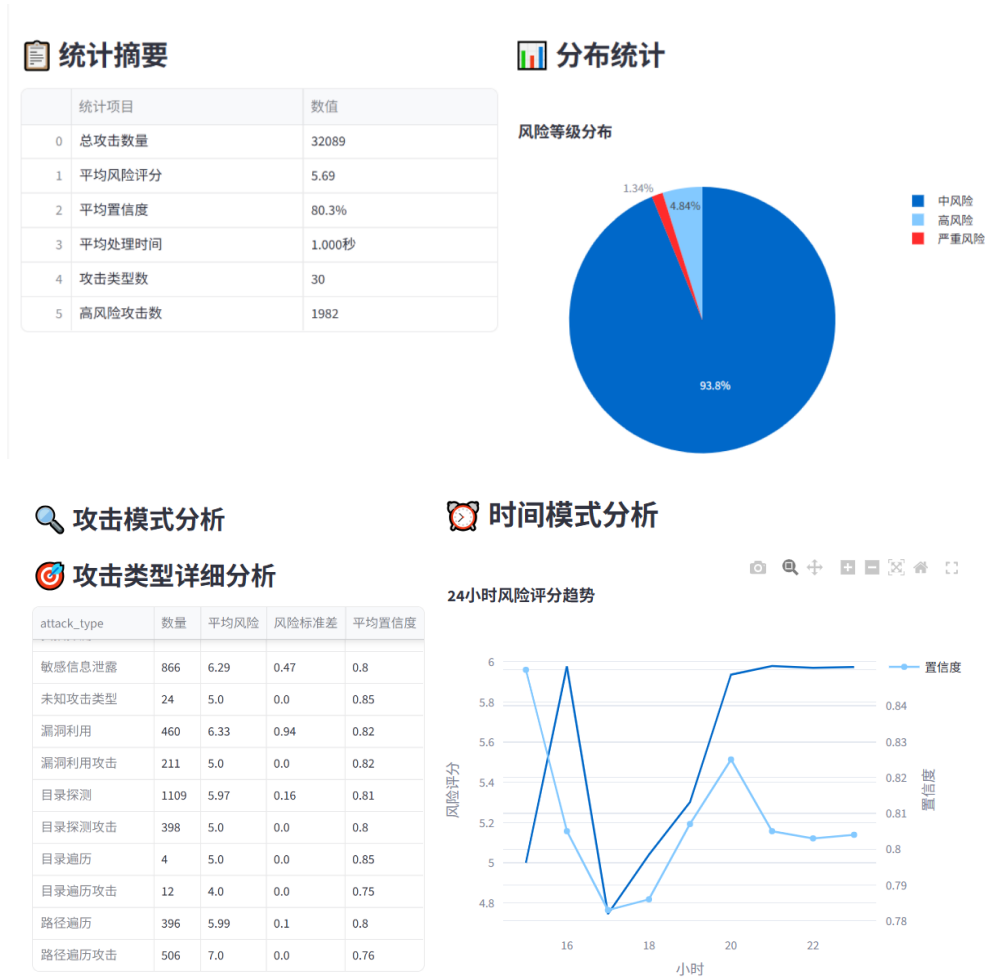 统计摘要
统计项目 数值
0 总攻击数量 32089
1 平均风险评分 5.69
2 平均置信度 80.3%
3 平均处理时间 1.000秒
4 攻击类型数 30
5 高风险攻击数 1982
分布统计
风险等级分布
1.34%
4.84%
93.8%
中风险
高风险
严重风险
攻击模式分析
攻击类型详细分析
attack_type 数量 平均风险 风险标准差 平均置信度
敏感信息泄露 866 6.29 0.47 0.8
未知攻击类型 24 5.0 0.0 0.85
漏洞利用 460 6.33 0.94 0.82
漏洞利用攻击 211 5.0 0.0 0.82
目录探测 1109 5.97 0.16 0.81
目录探测攻击 398 5.0 0.0 0.8
目录遍历 4 5.0 0.0 0.85
目录遍历攻击 12 4.0 0.0 0.75
路径遍历 396 5.99 0.1 0.8
路径遍历攻击 506 7.0 0.0 0.76
时间模式分析
24小时风险评分趋势
置信度
6
5.8
5.6
5.4
5.2
5
4.8
风险评分
0.84
0.83
0.82
0.81
0.8
0.79
0.78
置信度
16 18 20 22
小时